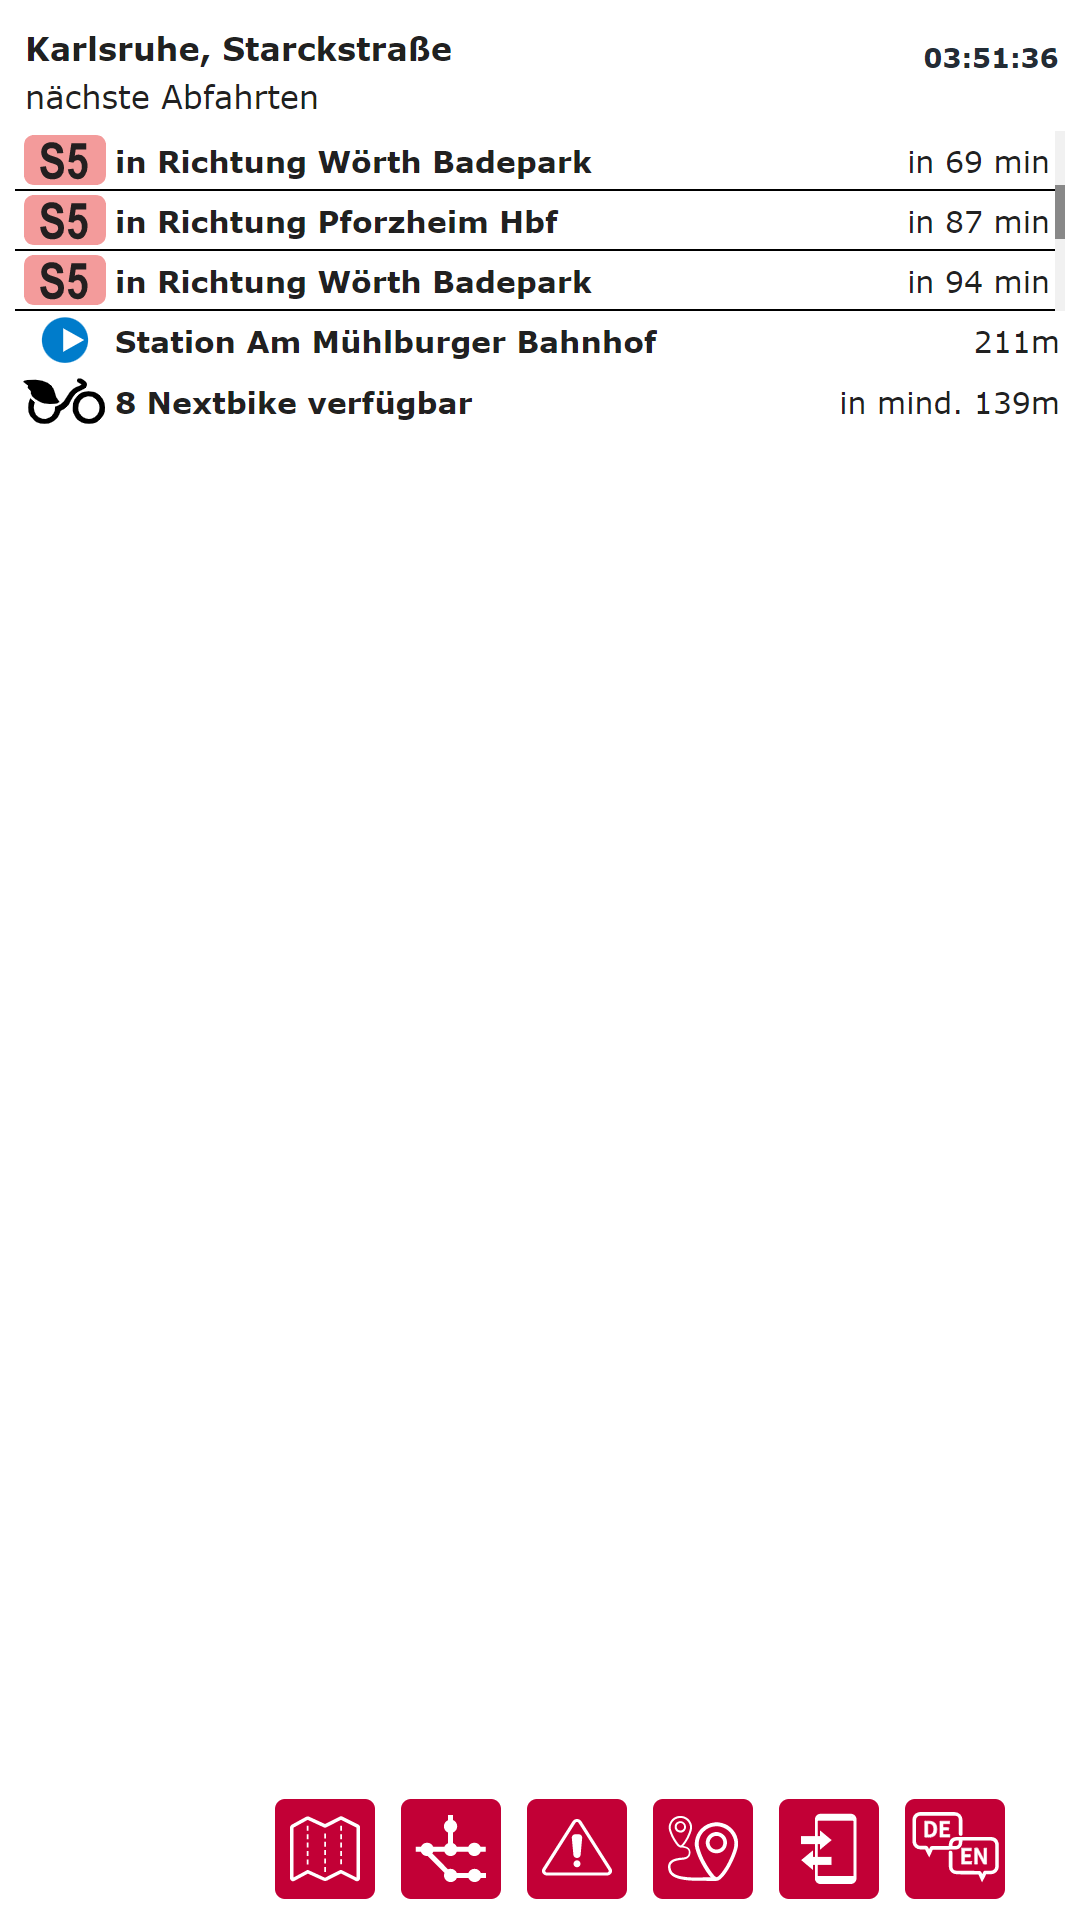 Karlsruhe, Starckstraße
03:51:36
nächste Abfahrten
S5 in Richtung Wörth Badepark in 69 min
S5 in Richtung Pforzheim Hbf in 87 min
S5 in Richtung Wörth Badepark in 94 min
Station Am Mühlburger Bahnhof 211m
8 Nextbike verfügbar in mind. 139m
DE
EN